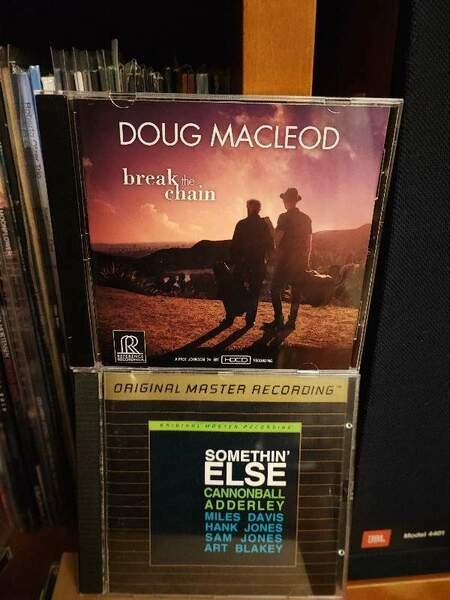 DOUG MACLEOD
break the
chain
R
REFERENCE
RECORDINGS
HDCD
RECORDING
ORIGINAL MASTER RECORDING™
ORIGINAL MASTER RECORDING
SOMETHIN'
ELSE
CANNONBALL
ADDERLEY
MILES DAVIS
HANK JONES
SAM JONES
ART BLAKEY
JBL Model 4401